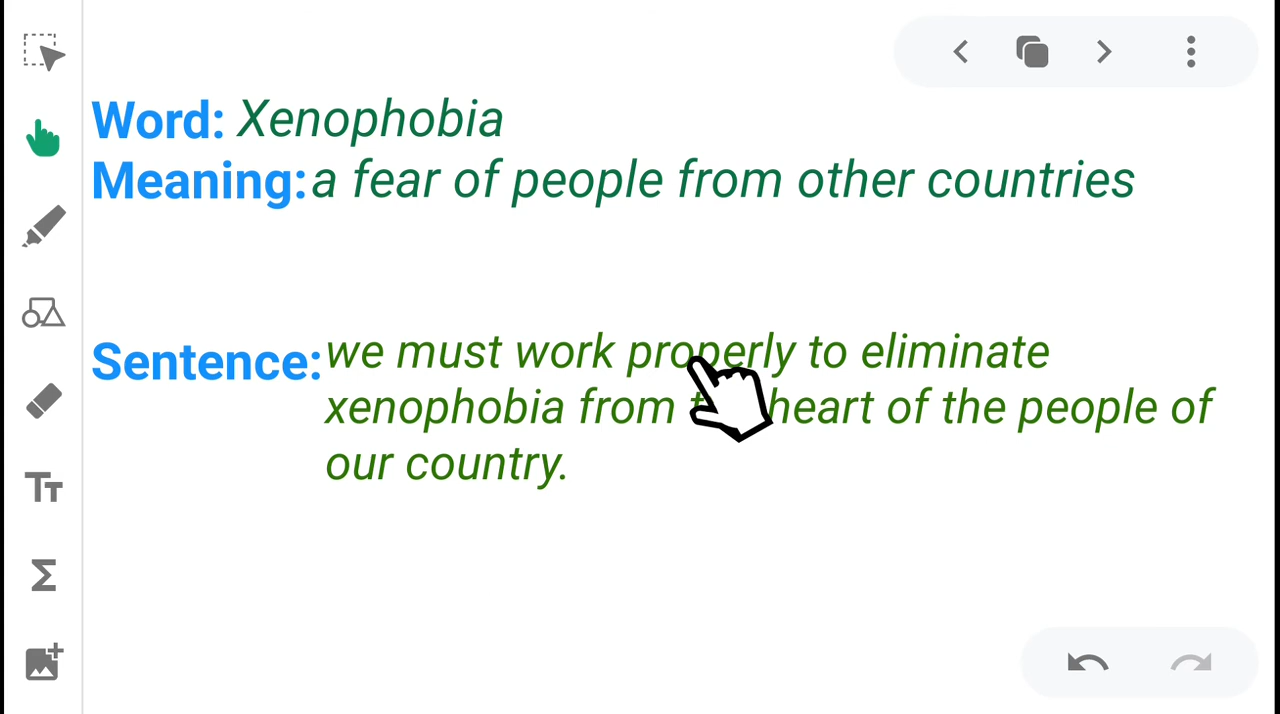 Word: Xenophobia
Meaning: a fear of people from other countries
Sentence: we must work properly to eliminate
xenophobia from heart of the people of
our country.